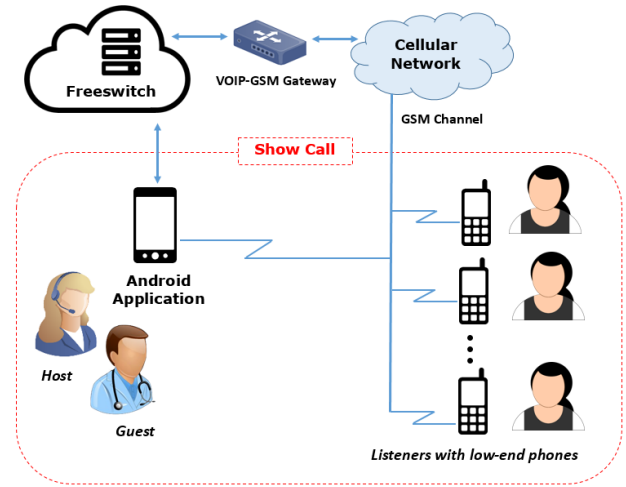 Freeswitch
VOIP-GSM Gateway
Cellular
Network
GSM Channel
Show Call
Android
Application
Host
Guest
Listeners with low-end phones